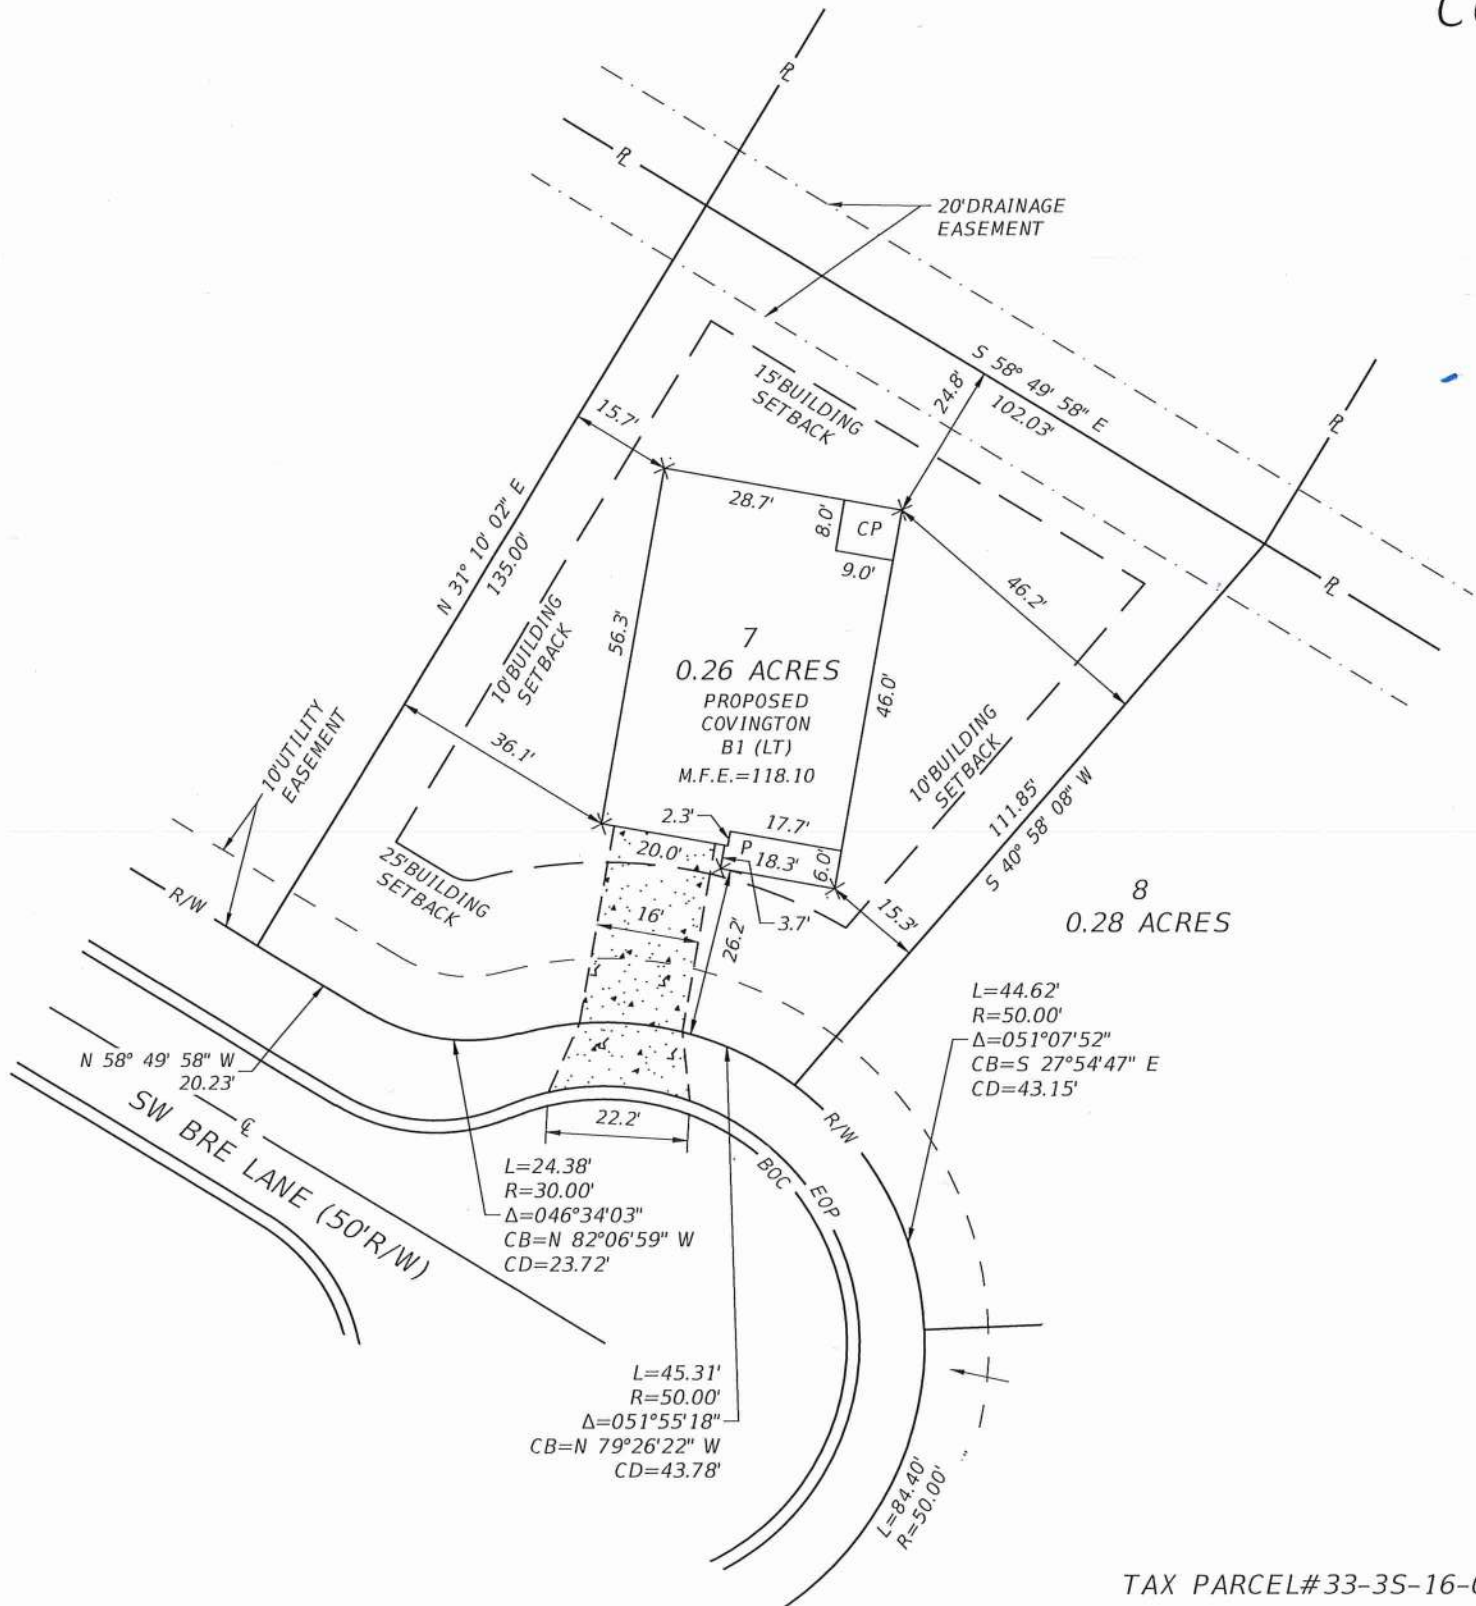 20'DRAINAGE
EASEMENT
S 58° 49' 58" E
102.03'
24.8'
15'BUILDING
SETBACK
15.7'
28.7'
8.0'
CP
9.0'
46.2'
N 31° 10' 02" E
135.00'
10'BUILDING
SETBACK
56.3'
7
0.26 ACRES
PROPOSED
COVINGTON
B1 (LT)
M.F.E.=118.10
46.0'
10'BUILDING
SETBACK
111.85'
S 40° 58' 08" W
10'UTILITY
EASEMENT
36.1'
2.3'
17.7'
20.0'
P
18.3'
6.0'
25'BUILDING
SETBACK
16'
26.2'
3.7'
15.3'
8
0.28 ACRES
R/W
N 58° 49' 58" W
20.23'
L=44.62'
R=50.00'
Δ=051°07'52"
CB=S 27°54'47" E
CD=43.15'
SW BRE LANE (50'R/W)
22.2'
R/W
BOC
EOP
L=24.38'
R=30.00'
Δ=046°34'03"
CB=N 82°06'59" W
CD=23.72'
L=45.31'
R=50.00'
Δ=051°55'18"
CB=N 79°26'22" W
CD=43.78'
L=84.40'
R=50.00'
TAX PARCEL#33-3S-16-